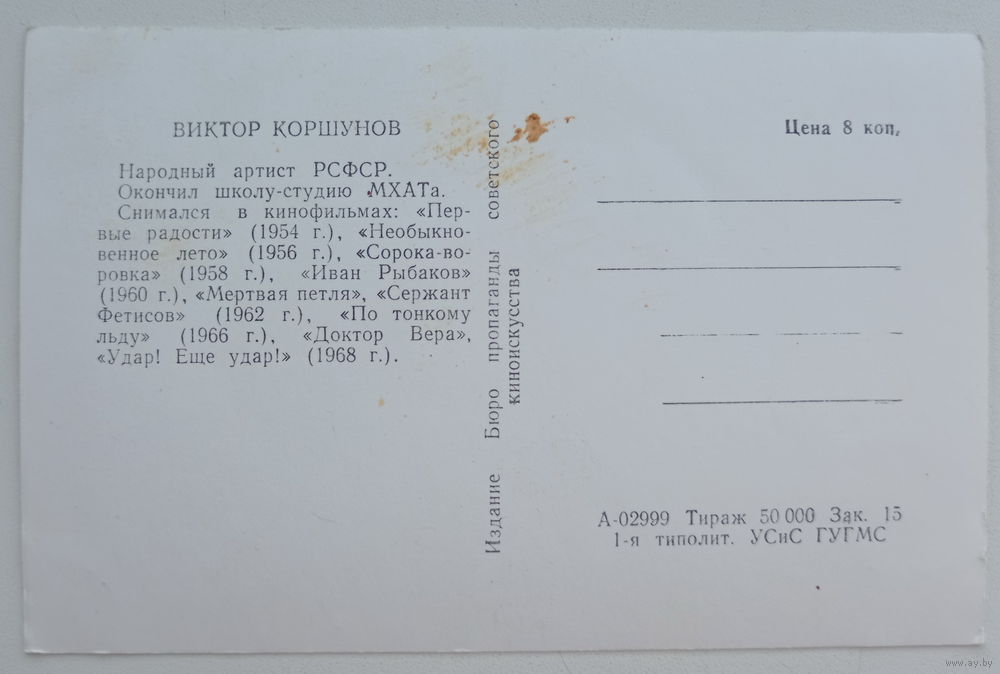 ВИКТОР КОРШУНОВ
Народный артист РСФСР.
Окончил школу-студию МХАТа.
Снимался в кинофильмах: «Пер-
вые радости» (1954 г.), «Необыкно-
венное лето» (1956 г.), «Сорока-во-
ровка» (1958 г.), «Иван Рыбаков»
(1960 г.), «Мертвая петля», «Сержант
Фетисов» (1962 г.), «По тонкому
льду» (1966 г.), «Доктор Вера»,
«Удар! Еще удар!» (1968 г.).
Издание Бюро пропаганды советского
киноискусства
Цена 8 коп.
А-02999 Тираж 50 000 Зак. 15
1-я типолит. УСиС ГУГМС
www.ay.by